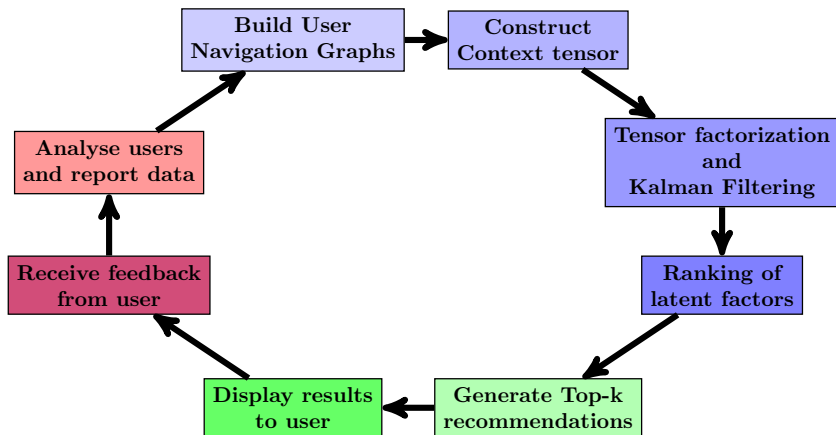 Build User
Navigation Graphs
Construct
Context tensor
Tensor factorization
and
Kalman Filtering
Ranking of
latent factors
Generate Top-k
recommendations
Display results
to user
Receive feedback
from user
Analyse users
and report data